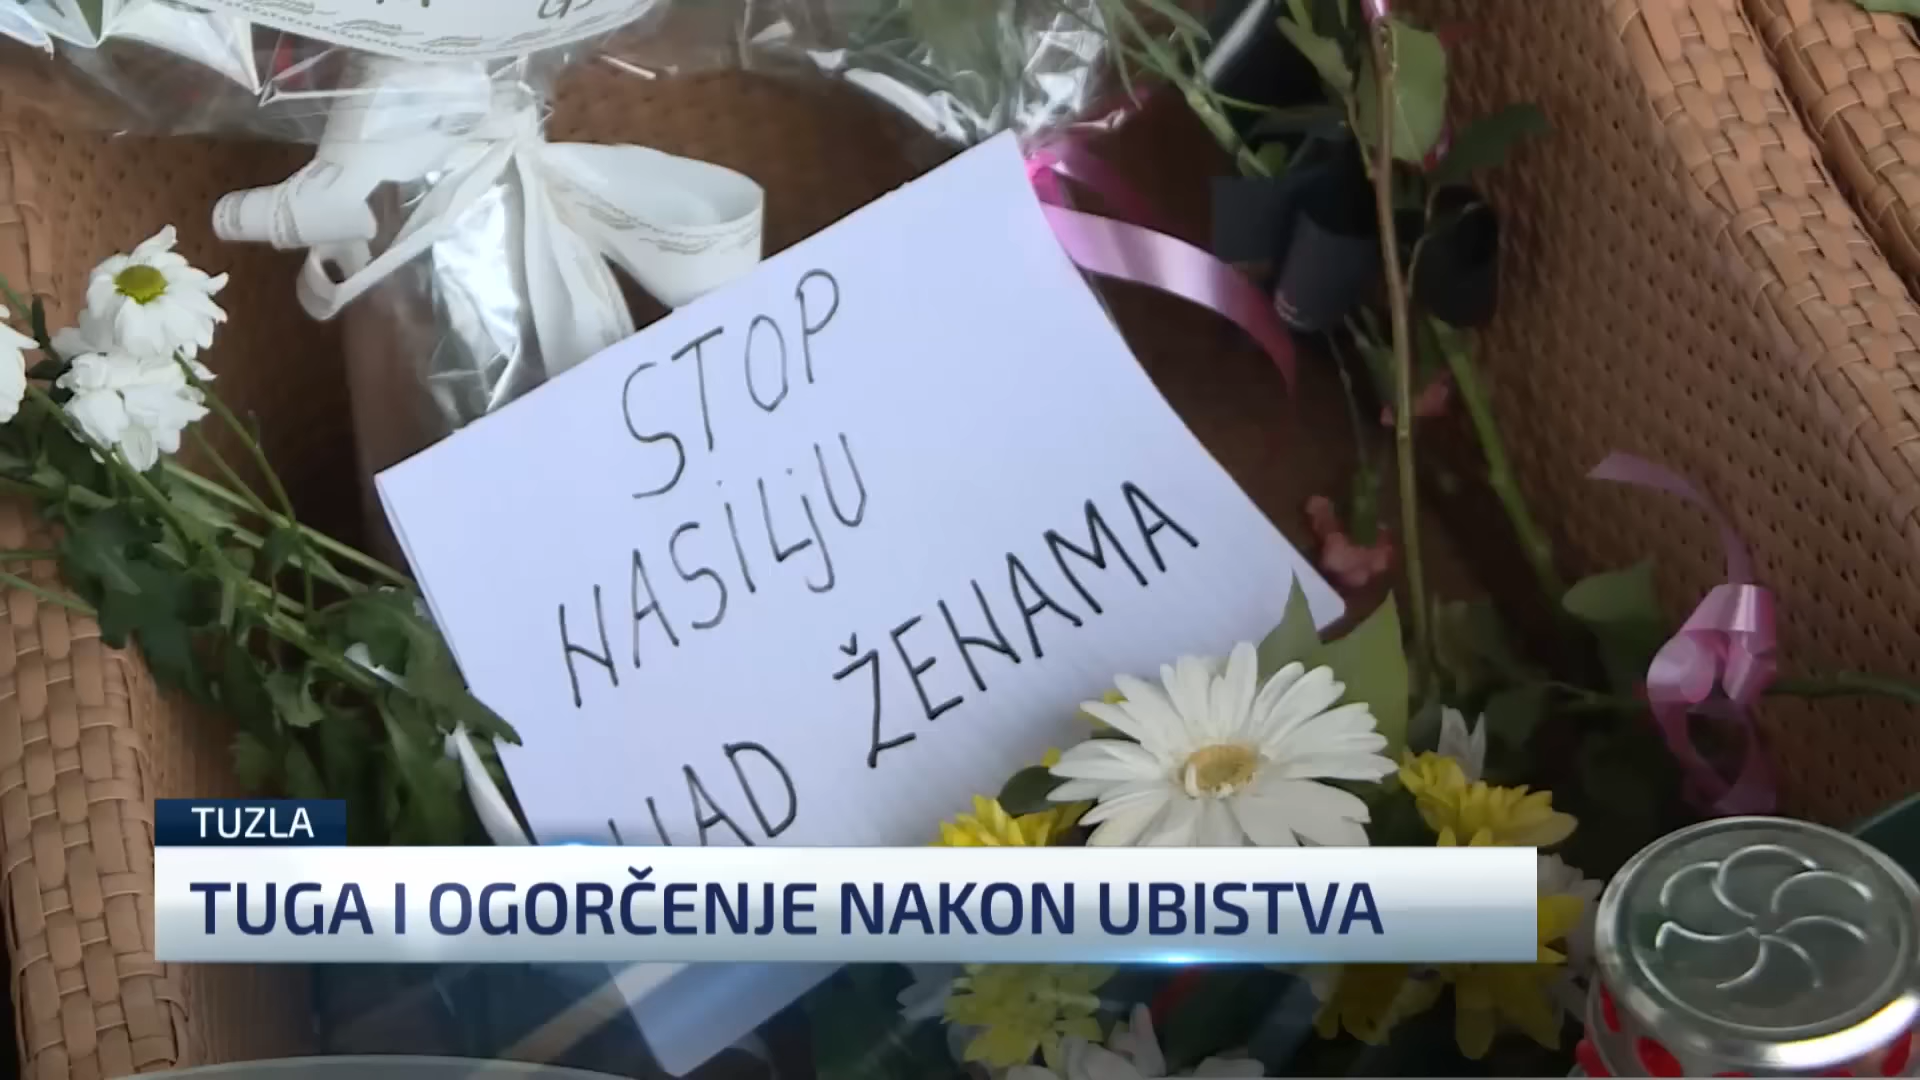 STOP
NASiLjU
NAD ŽENAMA
TUZLA
TUGA I OGORČENJE NAKON UBISTVA